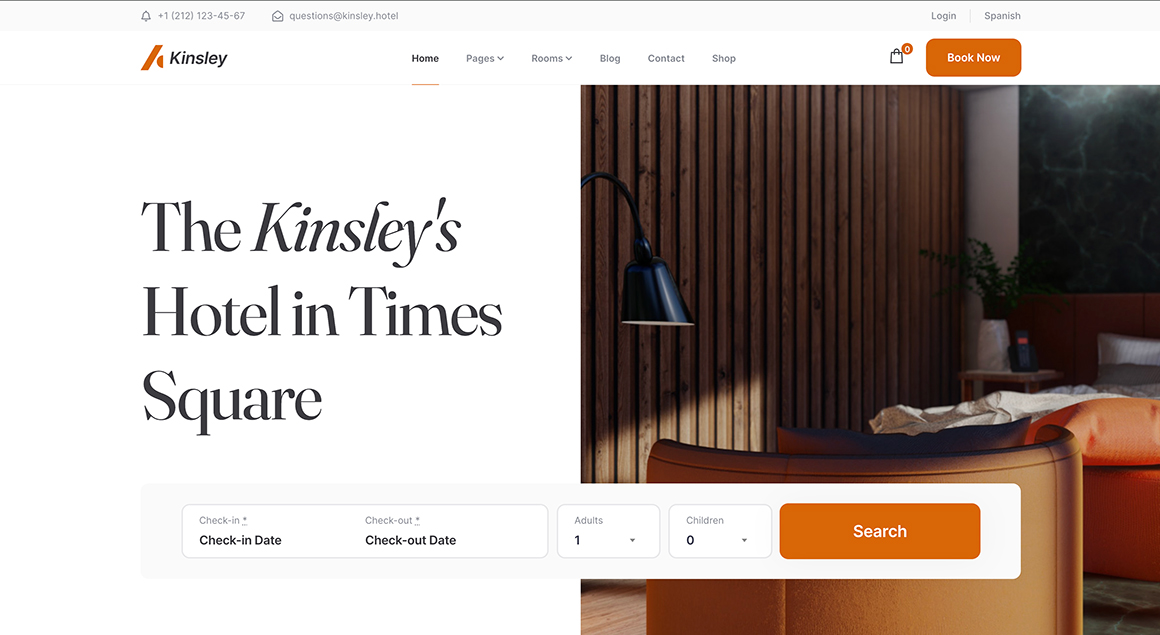 +1 (212) 123-45-67
questions@kinsley.hotel
Login
Spanish
Kinsley
Home
Pages
Rooms
Blog
Contact
Shop
0
Book Now
The Kinsley's
Hotel in Times
Square
Check-in *
Check-in Date
Check-out *
Check-out Date
Adults
1
Children
0
Search